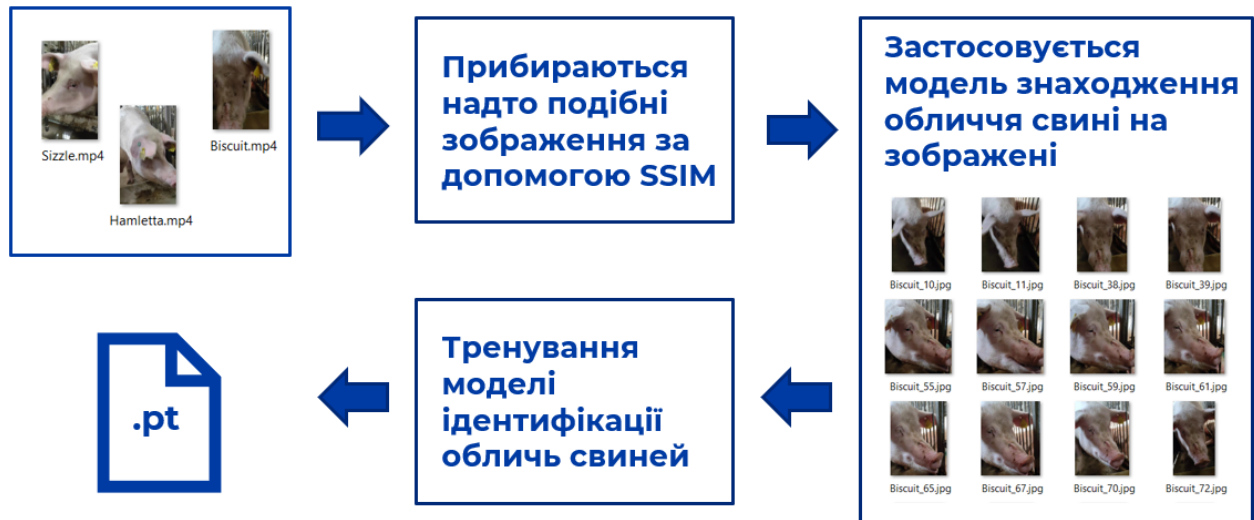 Sizzle.mp4
Biscuit.mp4
Hamletta.mp4
Прибираються
надто подібні
зображення за
допомогою SSIM
Застосовується
модель знаходження
обличчя свині на
зображені
Biscuit_10.jpg
Biscuit_11.jpg
Biscuit_38.jpg
Biscuit_39.jpg
Biscuit_55.jpg
Biscuit_57.jpg
Biscuit_59.jpg
Biscuit_61.jpg
Biscuit_65.jpg
Biscuit_67.jpg
Biscuit_70.jpg
Biscuit_72.jpg
Тренування
моделі
ідентифікації
обличь свиней
.pt